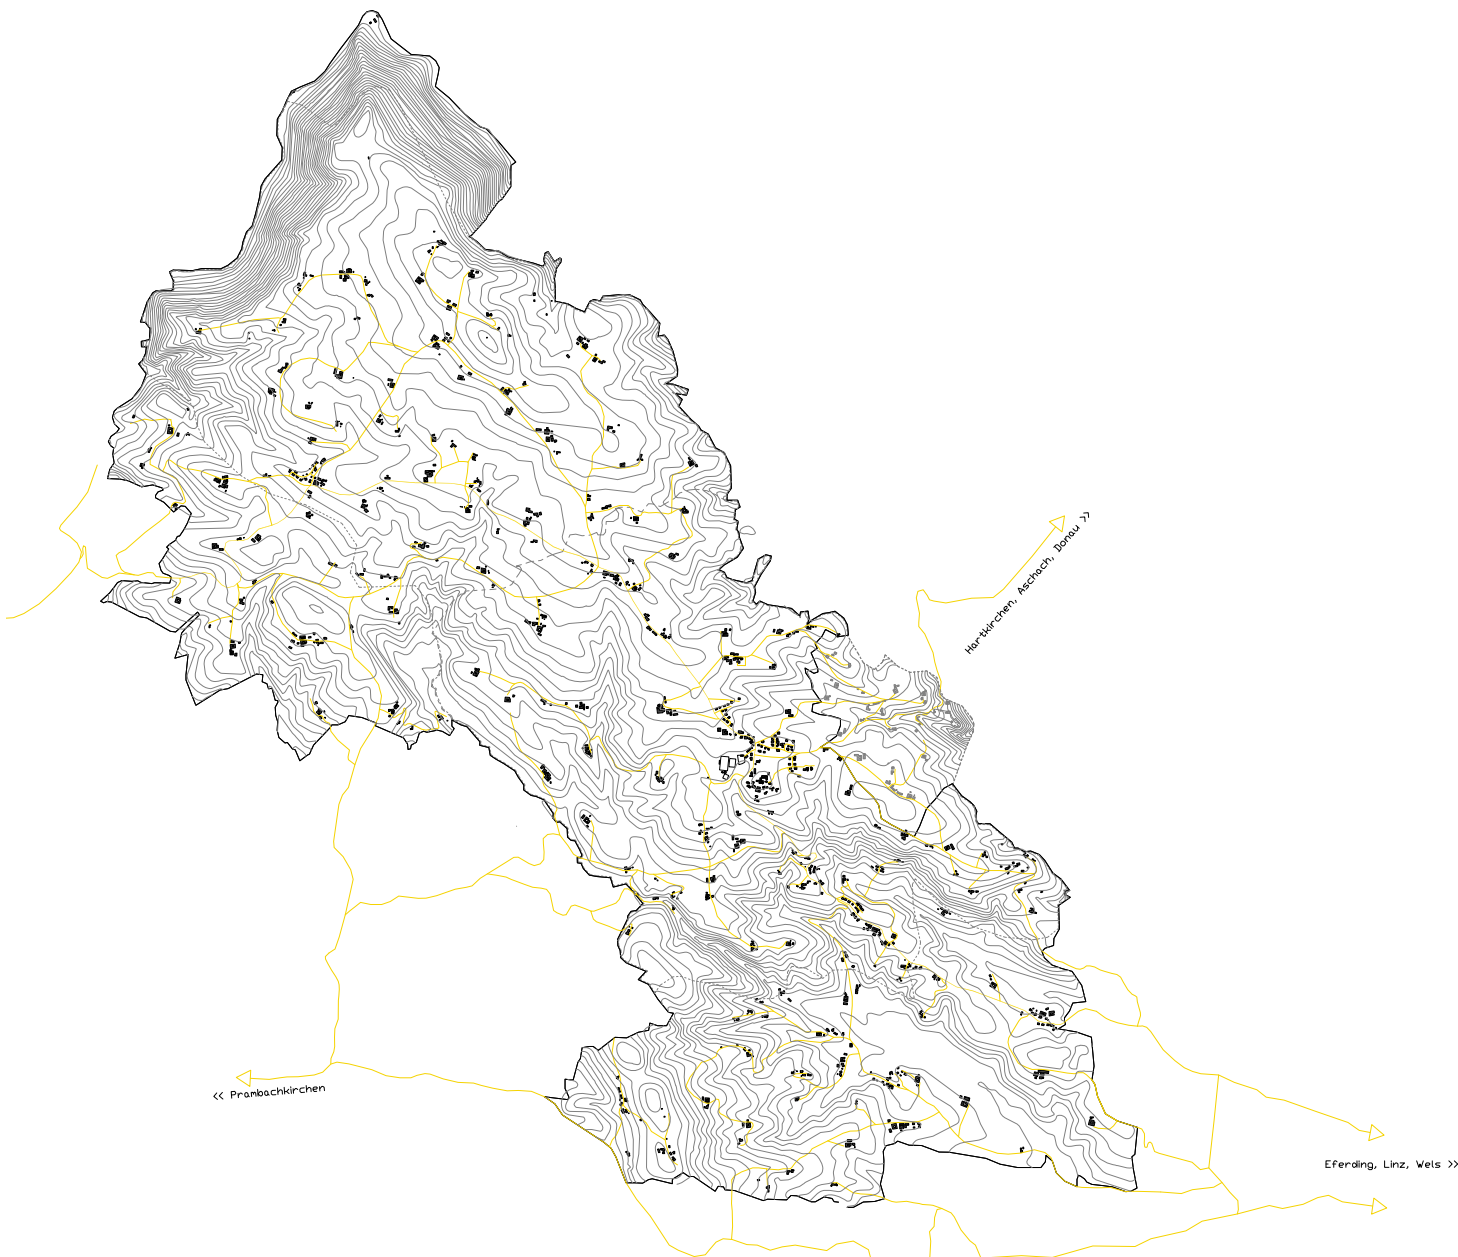 Hartkirchen, Aschach, Donau >>
<< Prambachkirchen
Eferding, Linz, Wels >>